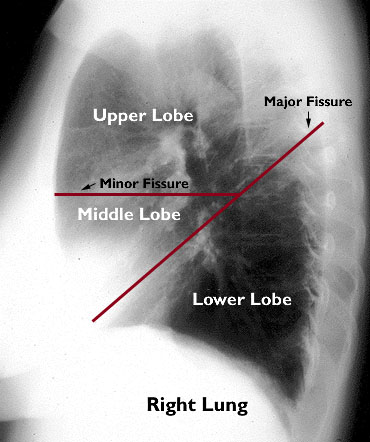 Major Fissure
Upper Lobe
Minor Fissure
Middle Lobe
Lower Lobe
Right Lung